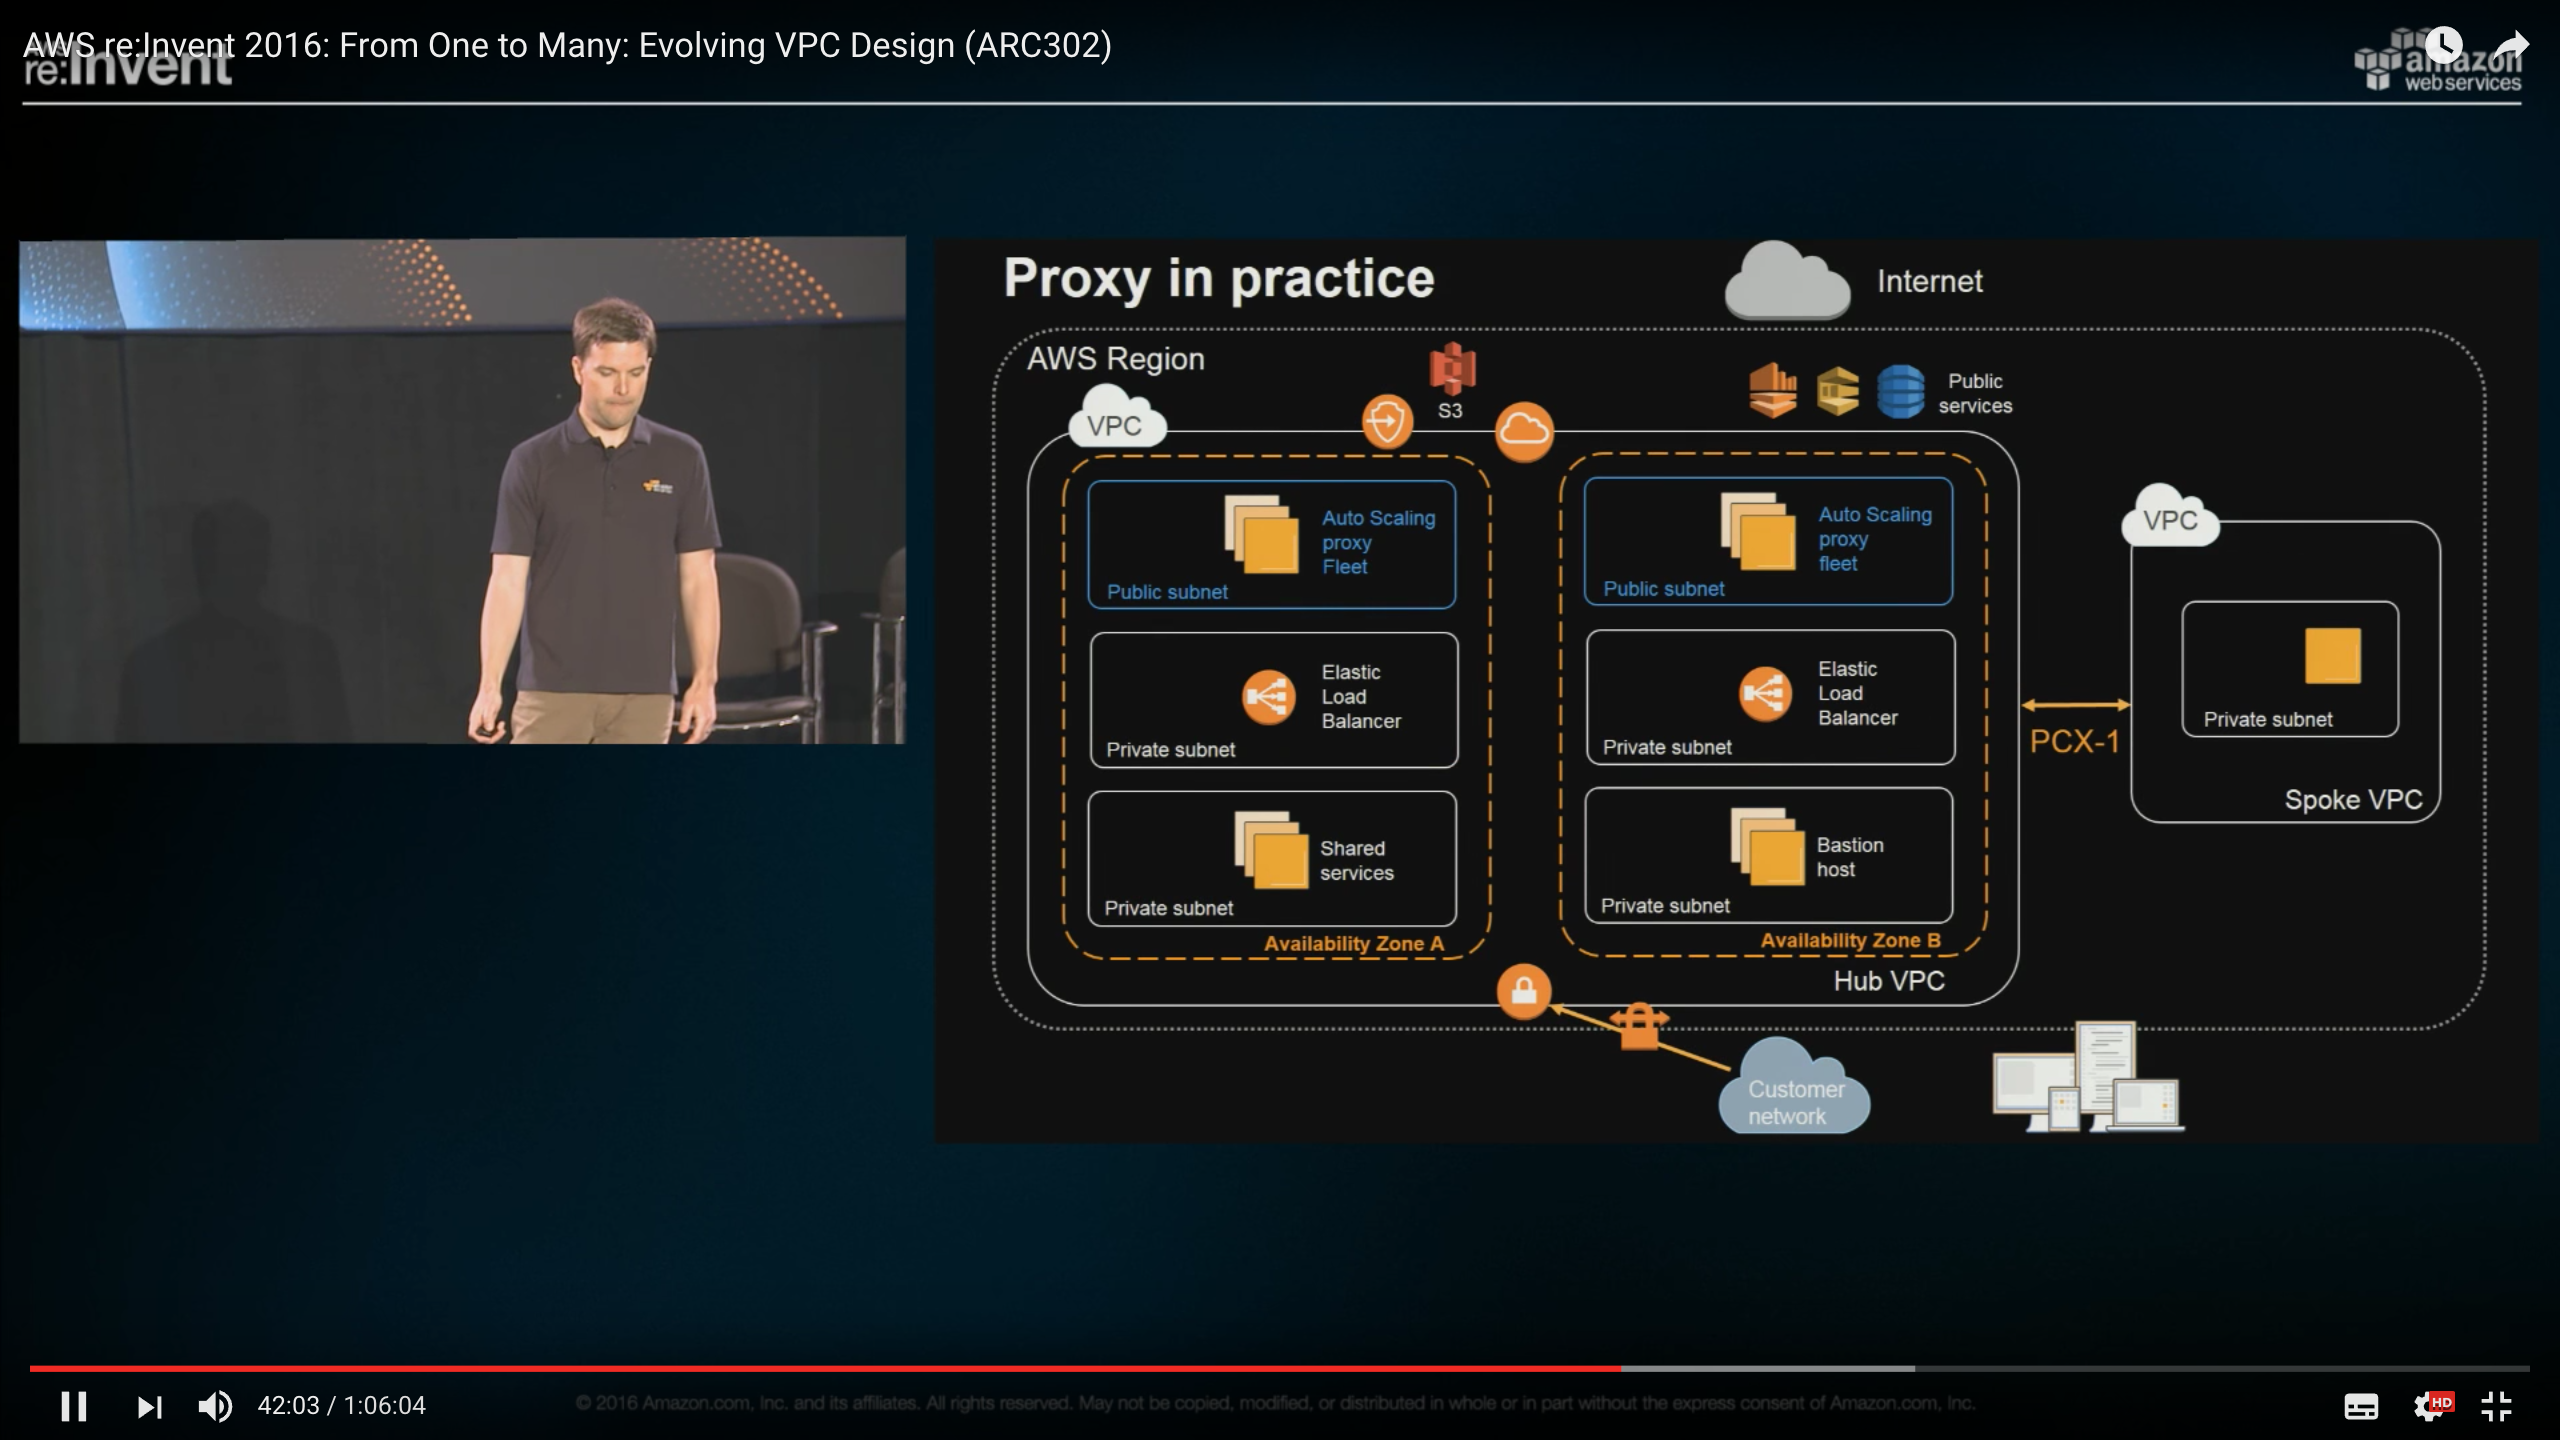 AWS re:Invent 2016: From One to Many: Evolving VPC Design (ARC302)
re:Invent
amazon
web services
Proxy in practice
Internet
AWS Region
S3
Public
services
VPC
Auto Scaling
proxy
Fleet
Public subnet
Auto Scaling
proxy
fleet
Public subnet
VPC
Elastic
Load
Balancer
Private subnet
Elastic
Load
Balancer
Private subnet
Private subnet
PCX-1
Spoke VPC
Shared
services
Private subnet
Bastion
host
Private subnet
Availability Zone A
Availability Zone B
Hub VPC
Customer
network
42:03 / 1:06:04
© 2016 Amazon.com, Inc. and its affiliates. All rights reserved. May not be copied, modified, or distributed in whole or in part without the express consent of Amazon.com, Inc.
HD